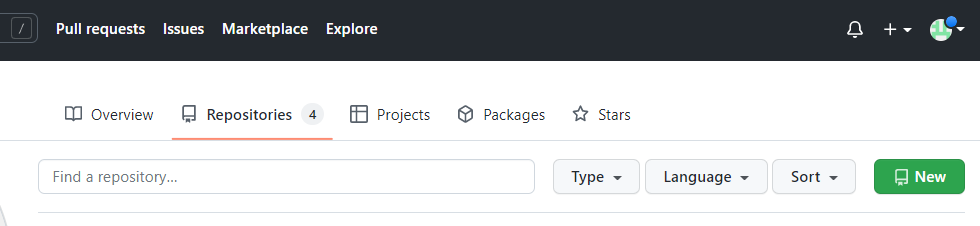 / Pull requests Issues Marketplace Explore
Overview Repositories 4 Projects Packages Stars
Find a repository... Type Language Sort New